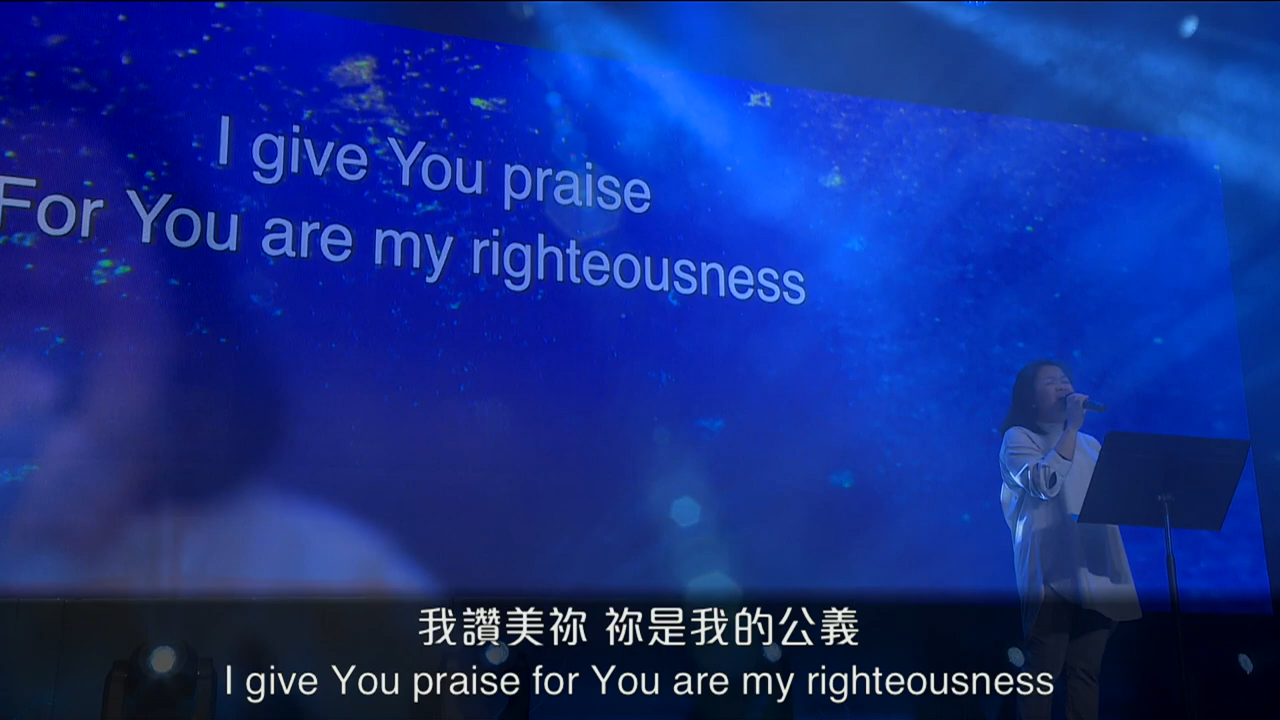 I give You praise
For You are my righteousness
我讚美祢 祢是我的公義
I give You praise for You are my righteousness